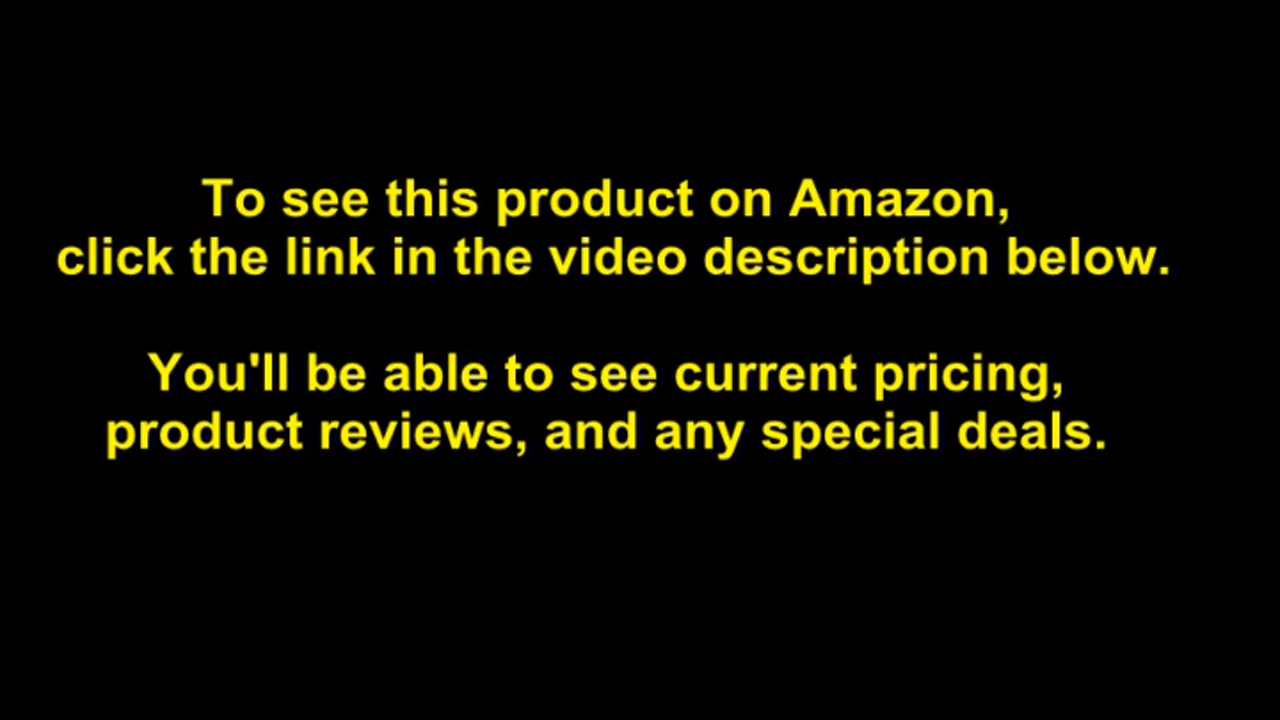 To see this product on Amazon,
click the link in the video description below.
You'll be able to see current pricing,
product reviews, and any special deals.